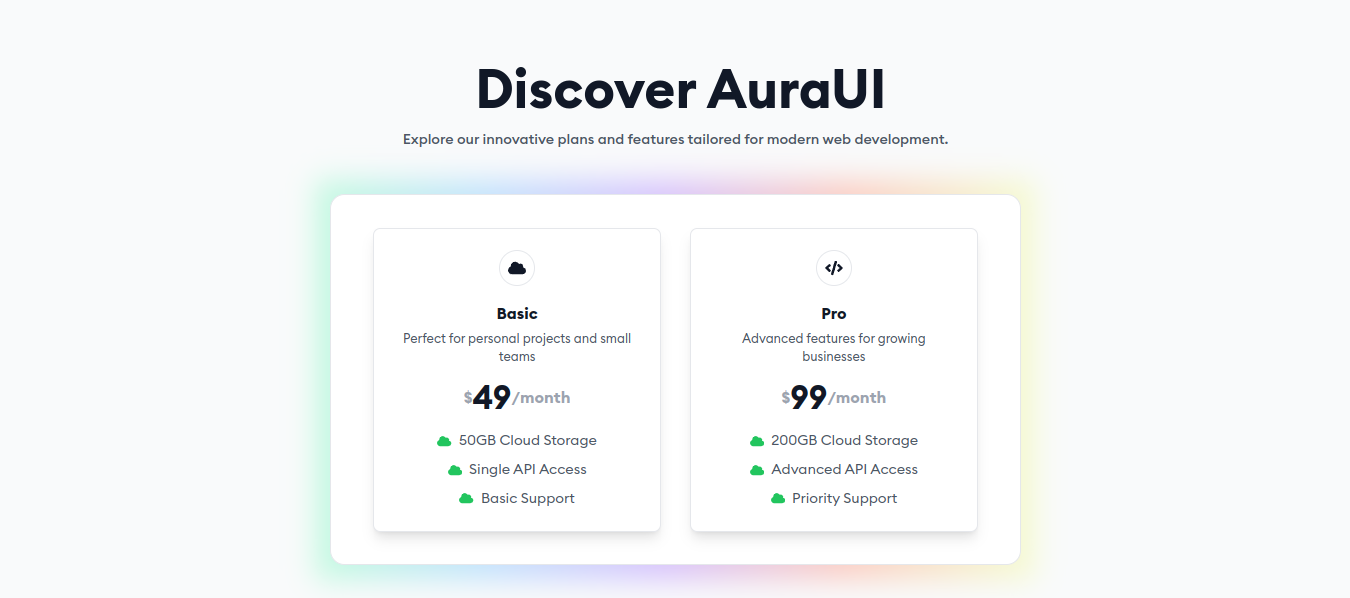 Discover AuraUI
Explore our innovative plans and features tailored for modern web development.
Basic
Perfect for personal projects and small
teams
$49/month
50GB Cloud Storage
Single API Access
Basic Support
Pro
Advanced features for growing
businesses
$99/month
200GB Cloud Storage
Advanced API Access
Priority Support